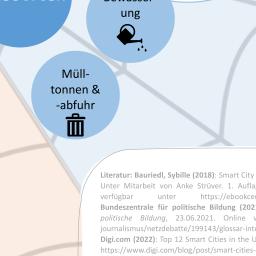 ung
Müll-
tonnen &
-abfuhr
Literatur: Bauriedl, Sybille (2018): Smart City
Unter Mitarbeit von Anke Strüver. 1. Aufla
verfügbar unter https://ebookce
Bundeszentrale für politische Bildung (202
politische Bildung, 23.06.2021. Online v
journalismus/netzdebatte/199143/glossar-inte
Digi.com (2022): Top 12 Smart Cities in the U
https://www.digi.com/blog/post/smart-cities-